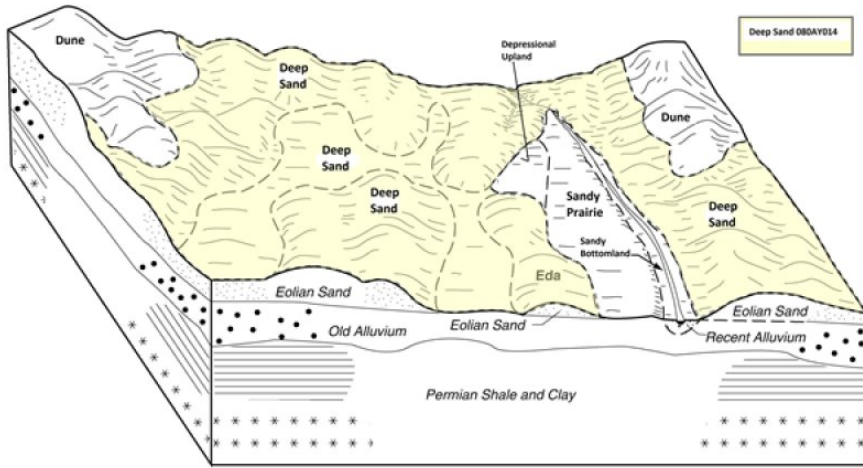 Deep Sand 080AY014
Dune
Deep
Sand
Depressional
Upland
Dune
Deep
Sand
Deep
Sand
Sandy
Prairie
Deep
Sand
Sandy
Bottomland
Eda
Eolian Sand
Eolian Sand
Eolian Sand
Old Alluvium
Recent Alluvium
Permian Shale and Clay